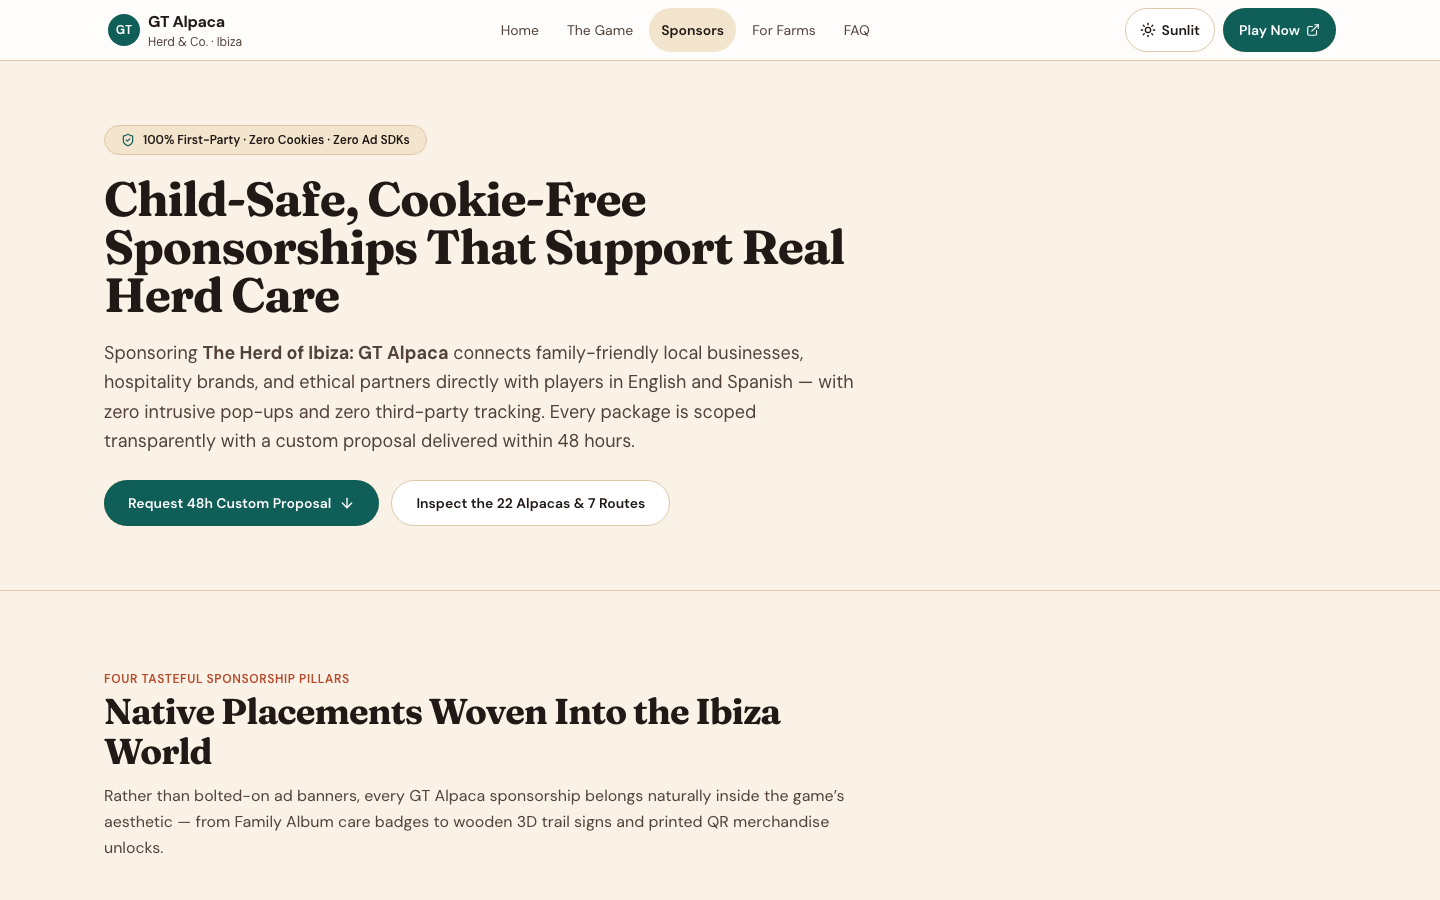 GT
GT Alpaca
Herd & Co. · Ibiza
Home
The Game
Sponsors
For Farms
FAQ
Sunlit
Play Now
100% First-Party · Zero Cookies · Zero Ad SDKs
Child-Safe, Cookie-Free
Sponsorships That Support Real
Herd Care
Sponsoring The Herd of Ibiza: GT Alpaca connects family-friendly local businesses,
hospitality brands, and ethical partners directly with players in English and Spanish — with
zero intrusive pop-ups and zero third-party tracking. Every package is scoped
transparently with a custom proposal delivered within 48 hours.
Request 48h Custom Proposal
Inspect the 22 Alpacas & 7 Routes
FOUR TASTEFUL SPONSORSHIP PILLARS
Native Placements Woven Into the Ibiza
World
Rather than bolted-on ad banners, every GT Alpaca sponsorship belongs naturally inside the game’s
aesthetic — from Family Album care badges to wooden 3D trail signs and printed QR merchandise
unlocks.